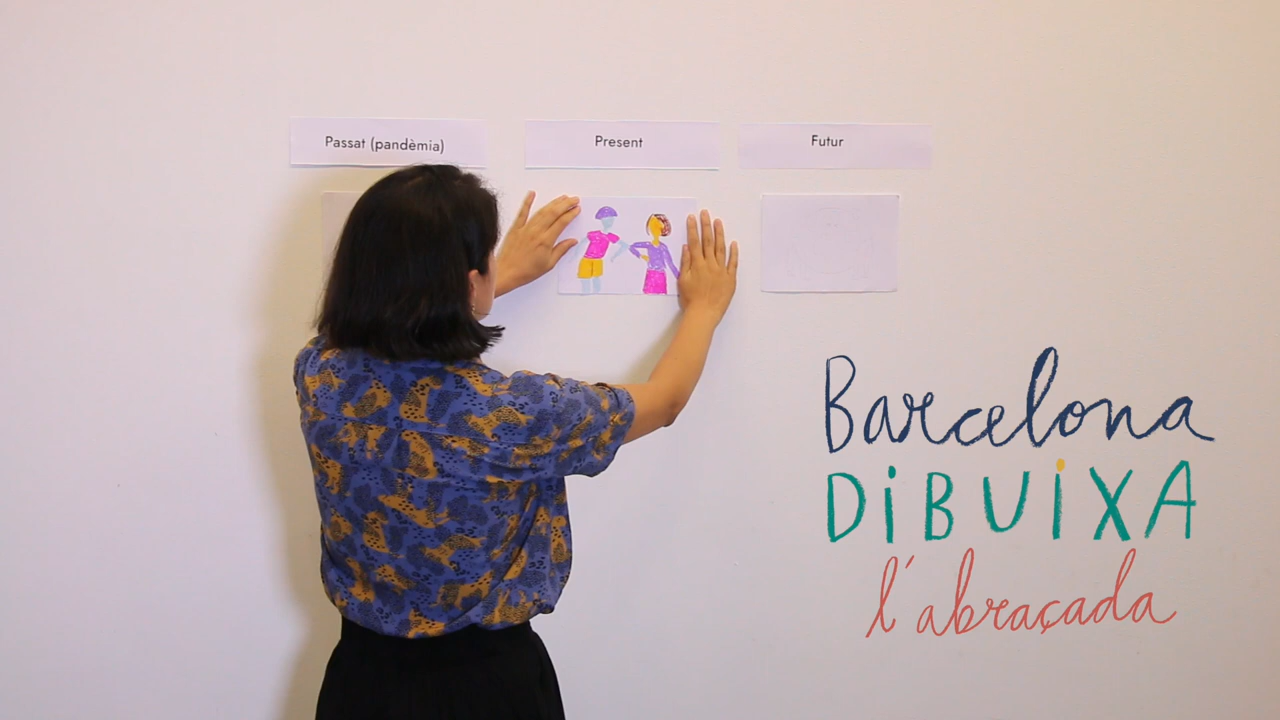 Passat (pandèmia)
Present
Futur
Barcelona
DiBUiXA
l'abraçada